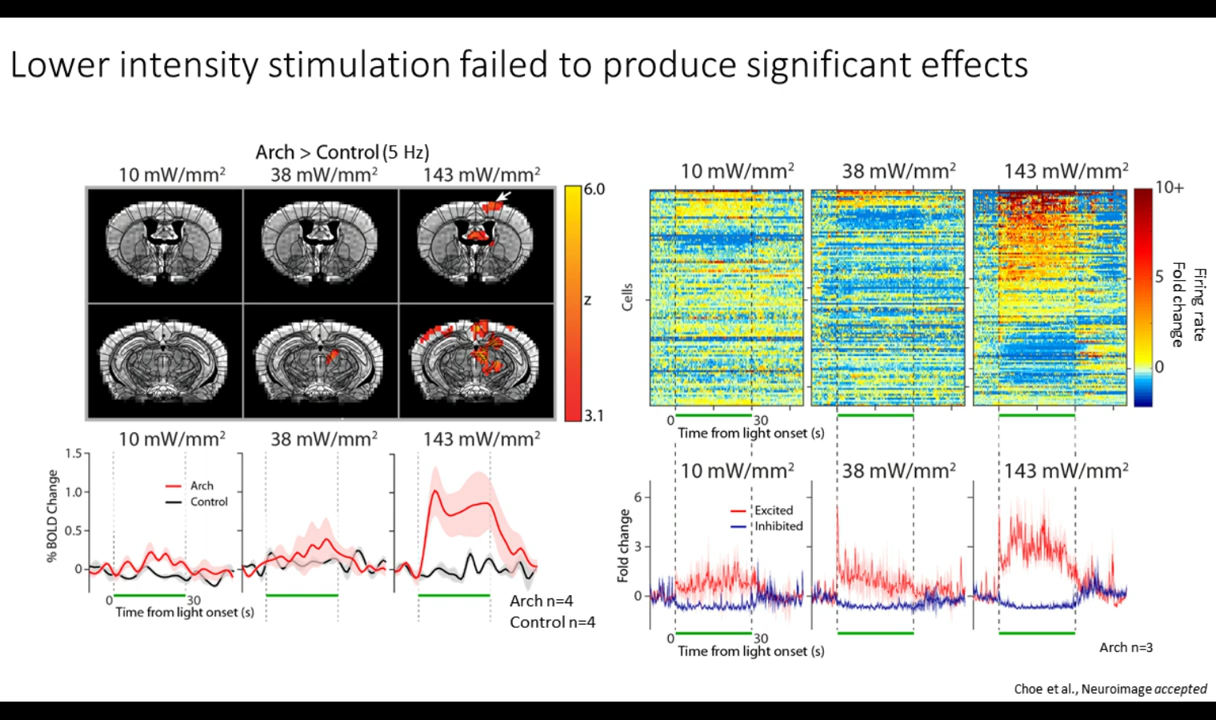 Lower intensity stimulation failed to produce significant effects
Arch > Control (5 Hz)
10 mW/mm² 38 mW/mm² 143 mW/mm²
6.0
z
3.1
10 mW/mm² 38 mW/mm² 143 mW/mm²
% BOLD Change
1.5
1.0
0.5
0
Arch
Control
0 30
Time from light onset (s)
Arch n=4
Control n=4
10 mW/mm² 38 mW/mm² 143 mW/mm²
Cells
10+
5
0
Firing rate
Fold change
0 30
Time from light onset (s)
10 mW/mm² 38 mW/mm² 143 mW/mm²
Fold change
6
3
0
Excited
Inhibited
0 30
Time from light onset (s)
Arch n=3
Choe et al., Neuroimage accepted